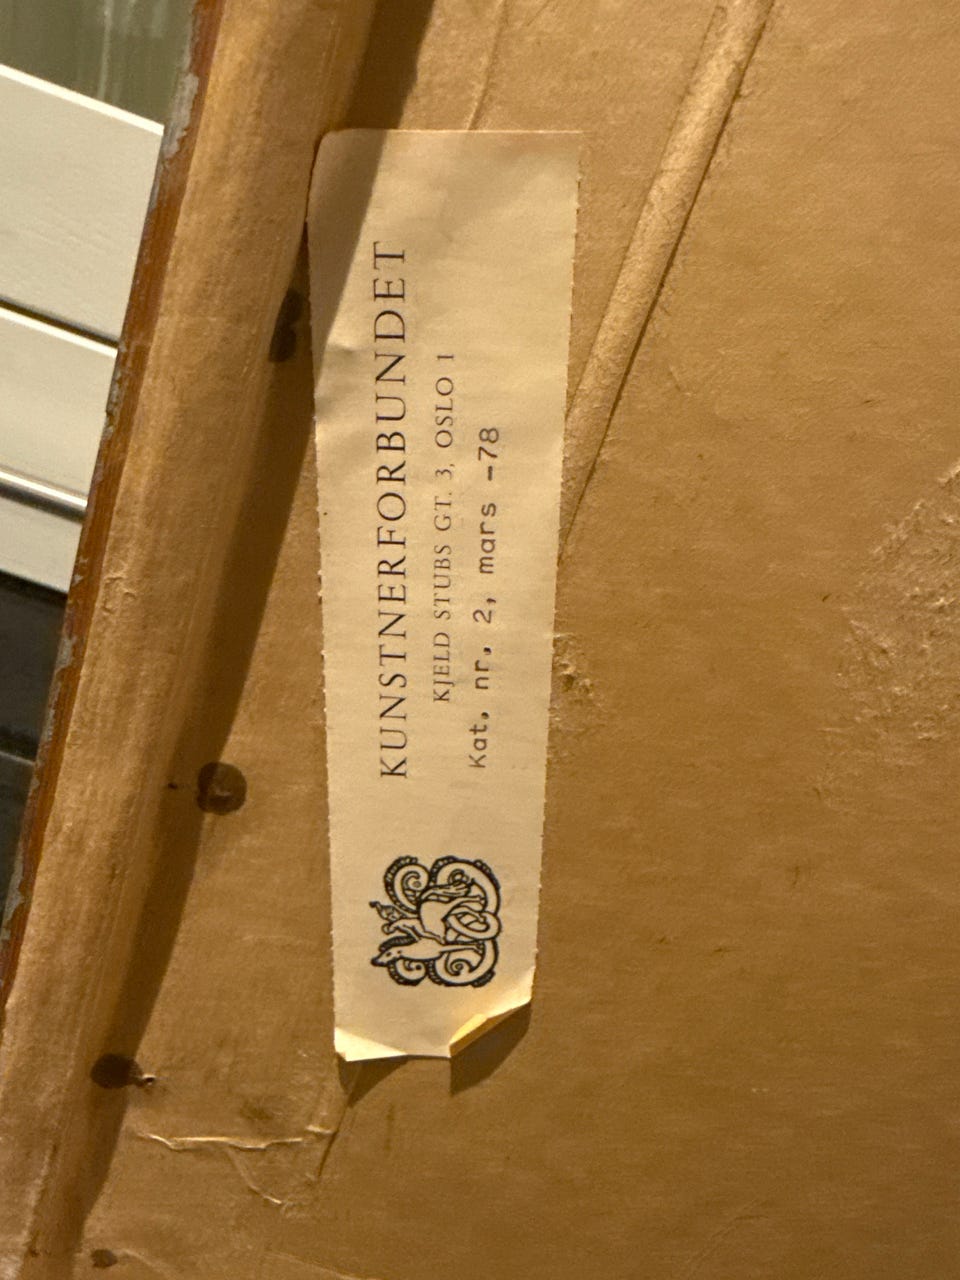 KUNSTNERFORBUNDET
KJELD STUBS GT. 3, OSLO 1
Kat. nr. 2, mars -78